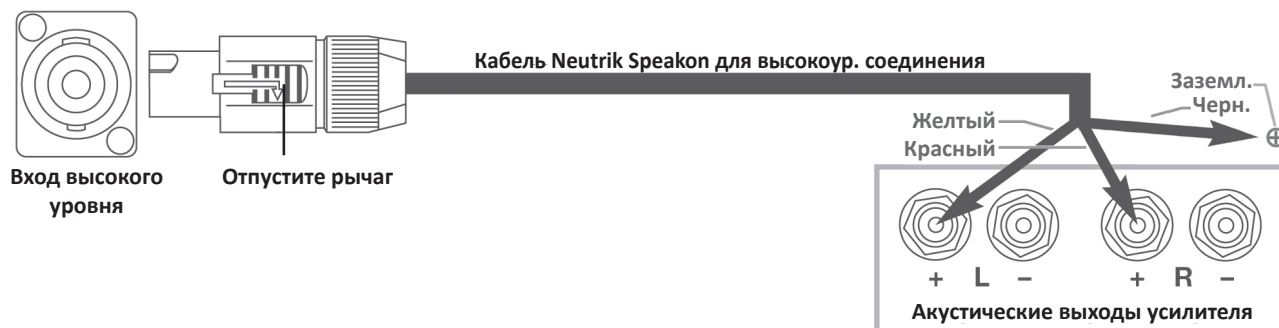 Кабель Neutrik Speakon для высокоур. соединения
Заземл.
Черн.
Желтый
Красный
Вход высокого
уровня
Отпустите рычаг
+ L – + R –
Акустические выходы усилителя